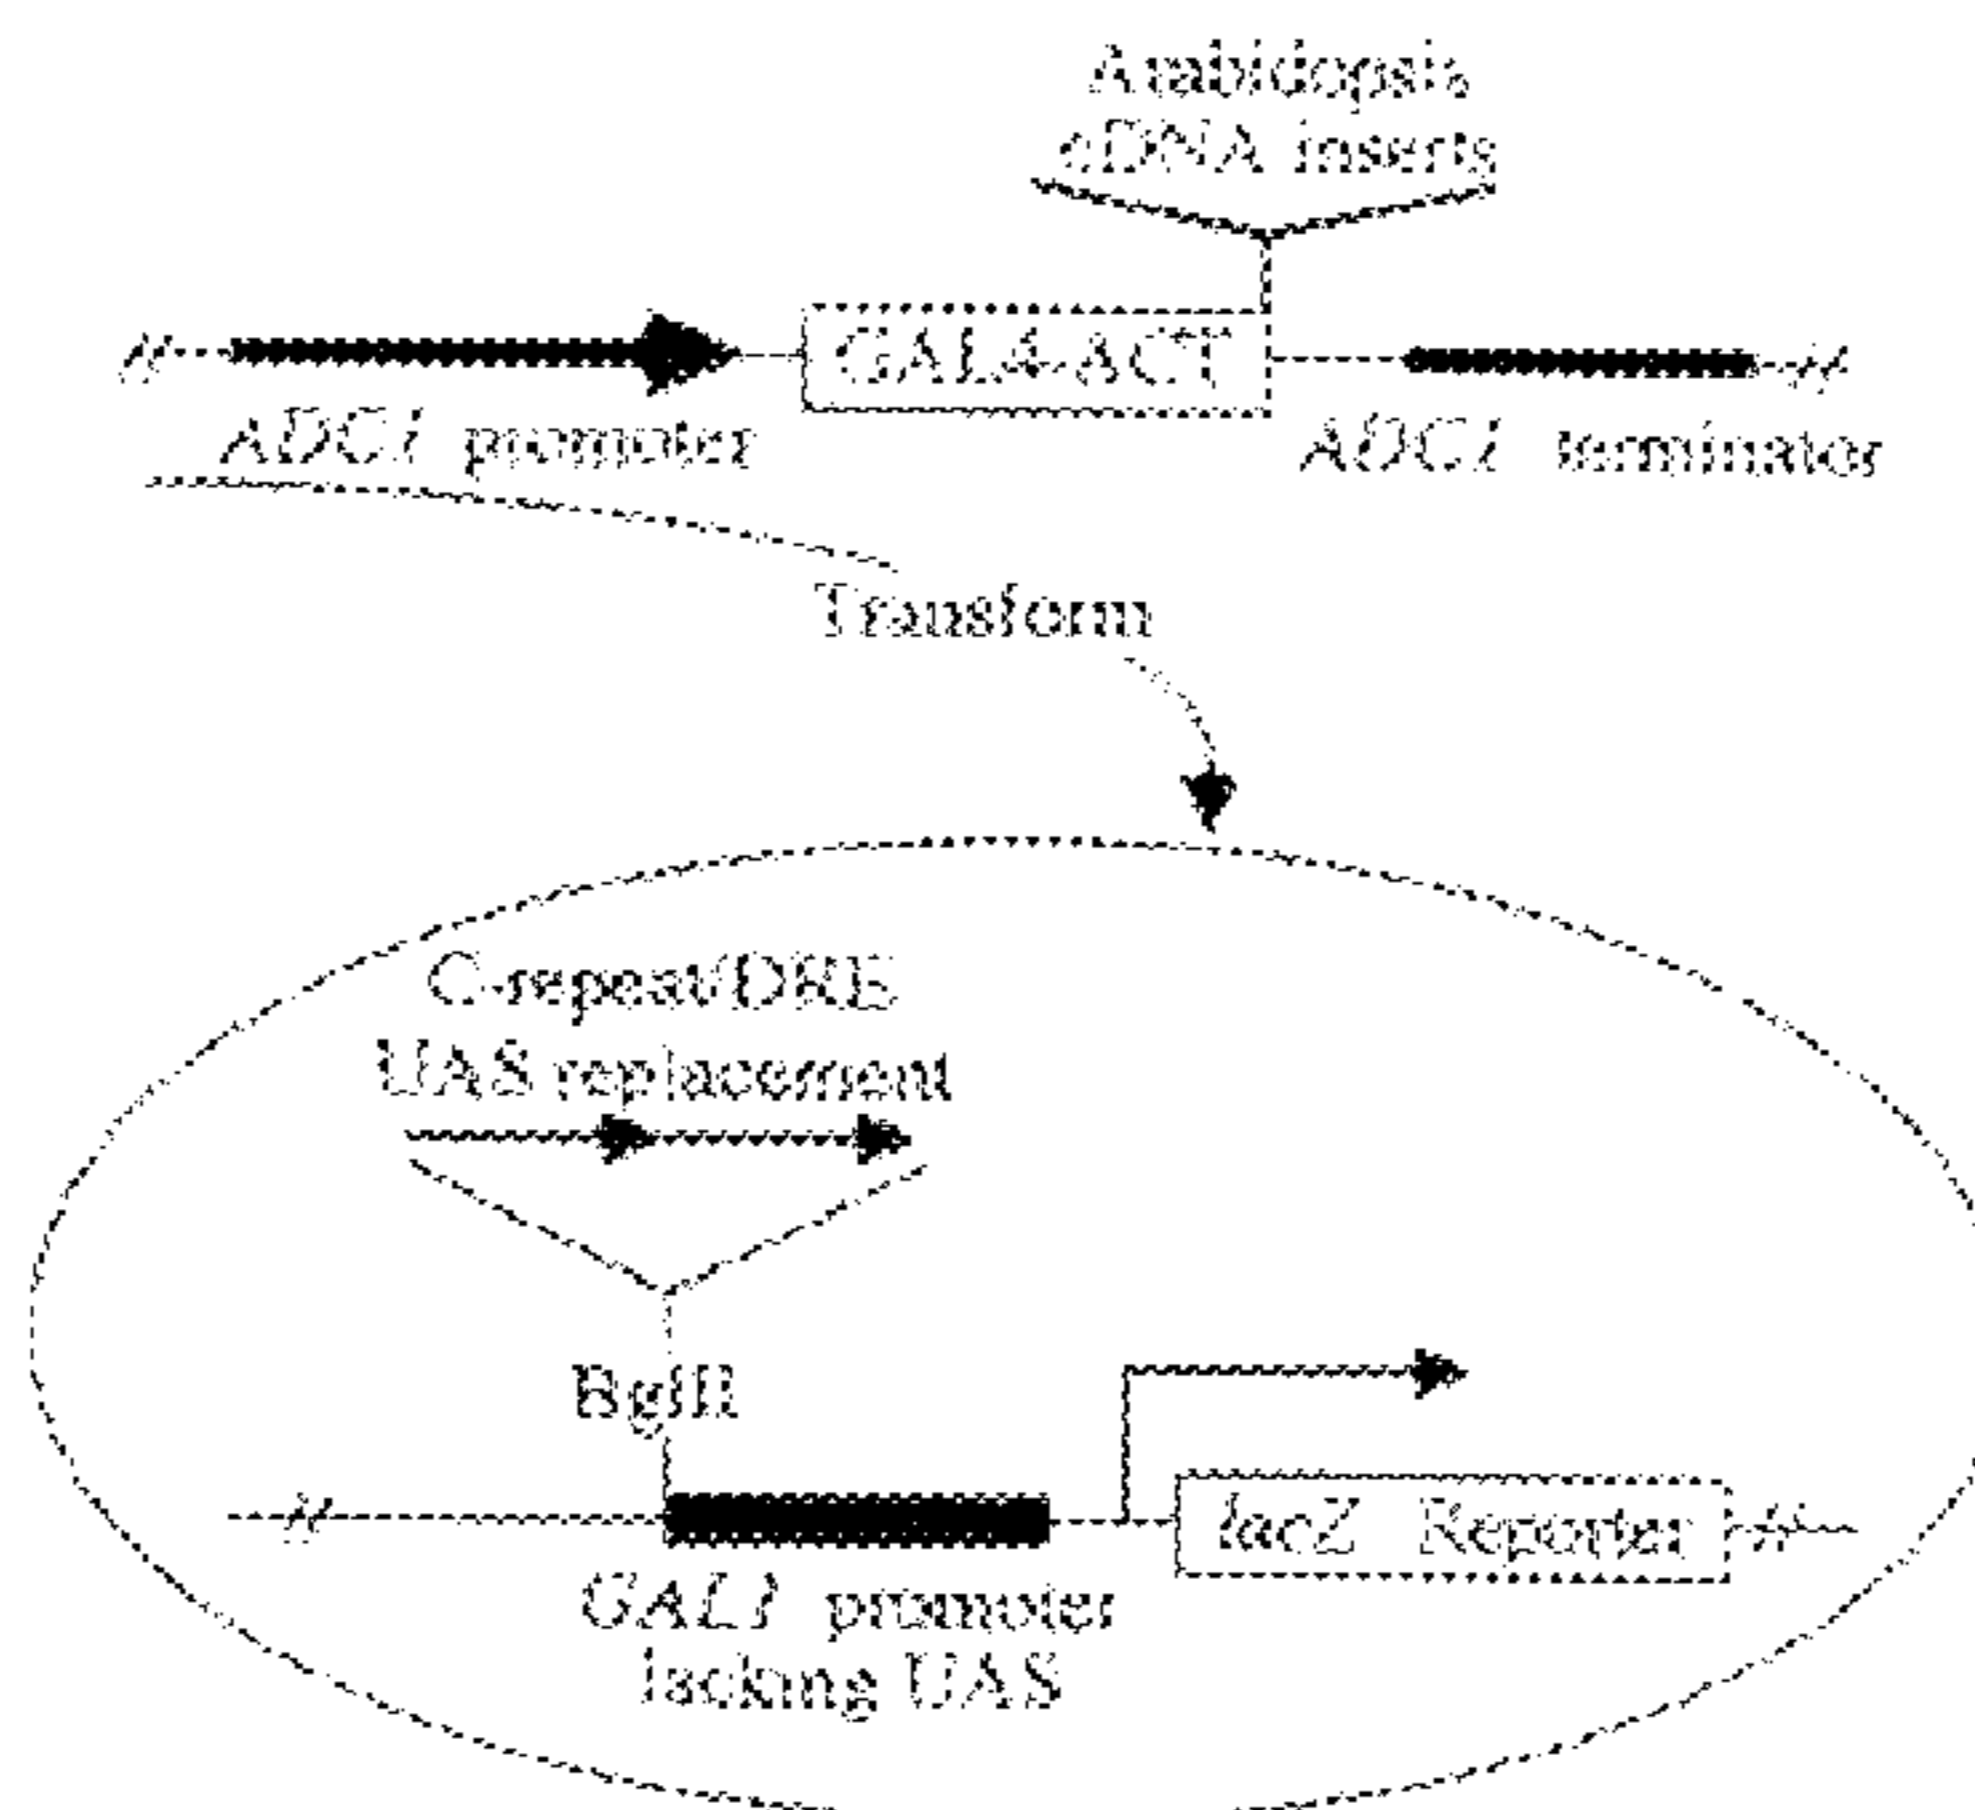 Arabidopsis
cDNA inserts
GAL4-ACT
ADC1 promoter
ADC1 terminator
Transform
C-repeat/DRE
UAS replacement
BglII
lacZ Reporter
GAL1 promoter
lacking UAS